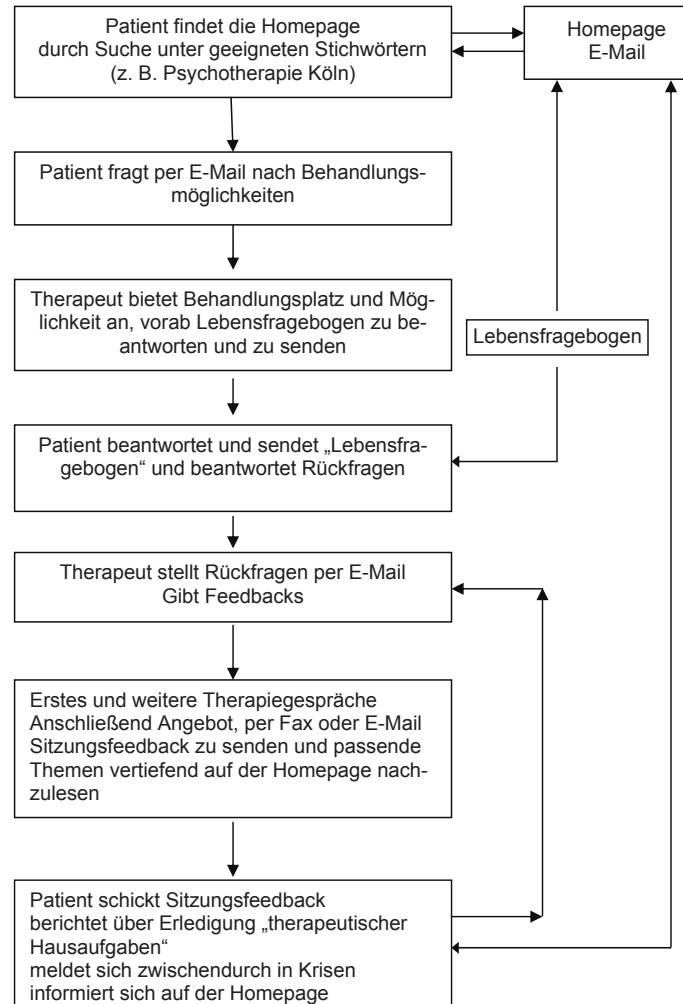 Patient findet die Homepage
durch Suche unter geeigneten Stichwörtern
(z. B. Psychotherapie Köln)
Homepage
E-Mail
Patient fragt per E-Mail nach Behandlungs-
möglichkeiten
Therapeut bietet Behandlungsplatz und Mög-
lichkeit an, vorab Lebensfragebogen zu be-
antworten und zu senden
Lebensfragebogen
Patient beantwortet und sendet „Lebensfra-
gebogen“ und beantwortet Rückfragen
Therapeut stellt Rückfragen per E-Mail
Gibt Feedbacks
Erstes und weitere Therapiegespräche
Anschließend Angebot, per Fax oder E-Mail
Sitzungsfeedback zu senden und passende
Themen vertiefend auf der Homepage nach-
zulesen
Patient schickt Sitzungsfeedback
berichtet über Erledigung „therapeutischer
Hausaufgaben“
meldet sich zwischendurch in Krisen
informiert sich auf der Homepage